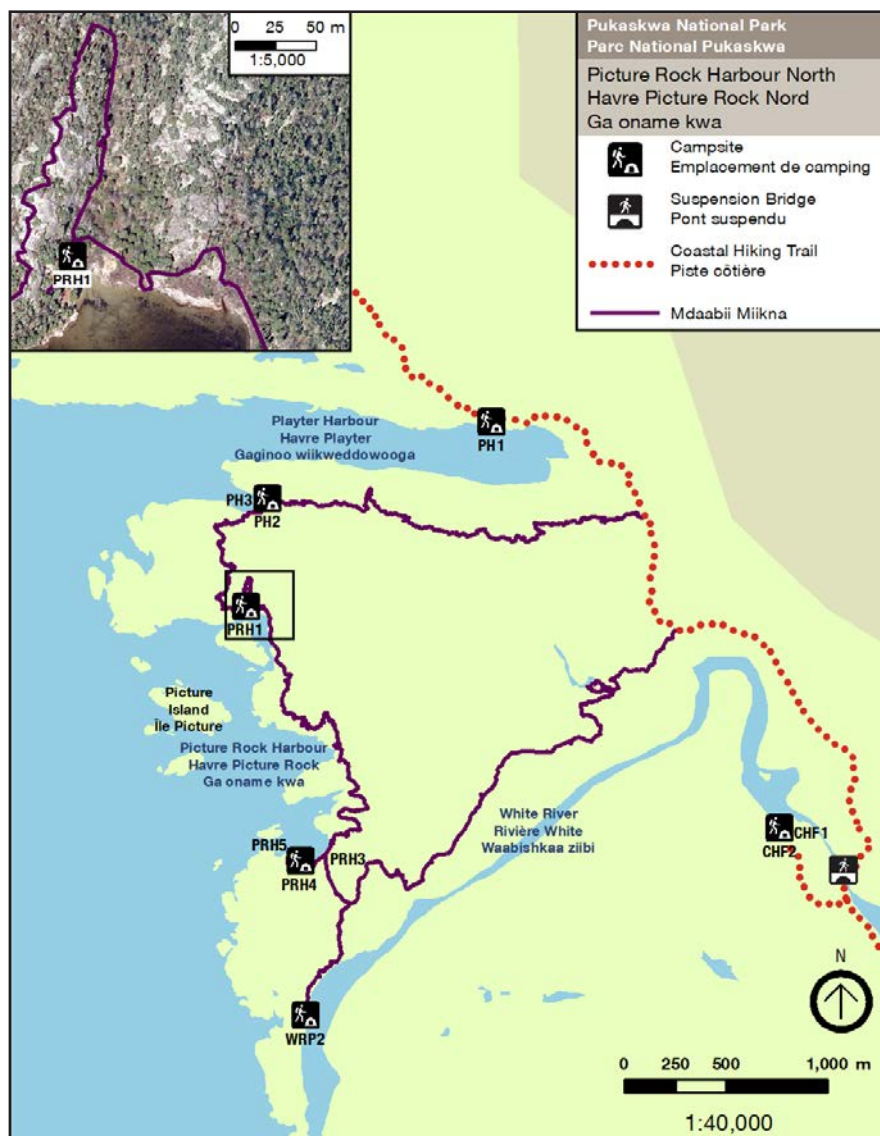 0 25 50 m
1:5,000
PRH1
Pukaskwa National Park
Parc National Pukaskwa
Picture Rock Harbour North
Havre Picture Rock Nord
Ga oname kwa
Campsite
Emplacement de camping
Suspension Bridge
Pont suspendu
Coastal Hiking Trail
Piste côtière
Mdaabii Miikna
Playter Harbour
Havre Playter
Gaginoo wiikweddowooga
PH1
PH3
PH2
PRH1
Picture
Island
Île Picture
Picture Rock Harbour
Havre Picture Rock
Ga oname kwa
White River
Rivière White
Waabishkaa ziibi
CHF1
CHF2
PRH5
PRH3
PRH4
WRP2
N
0 250 500 1,000 m
1:40,000